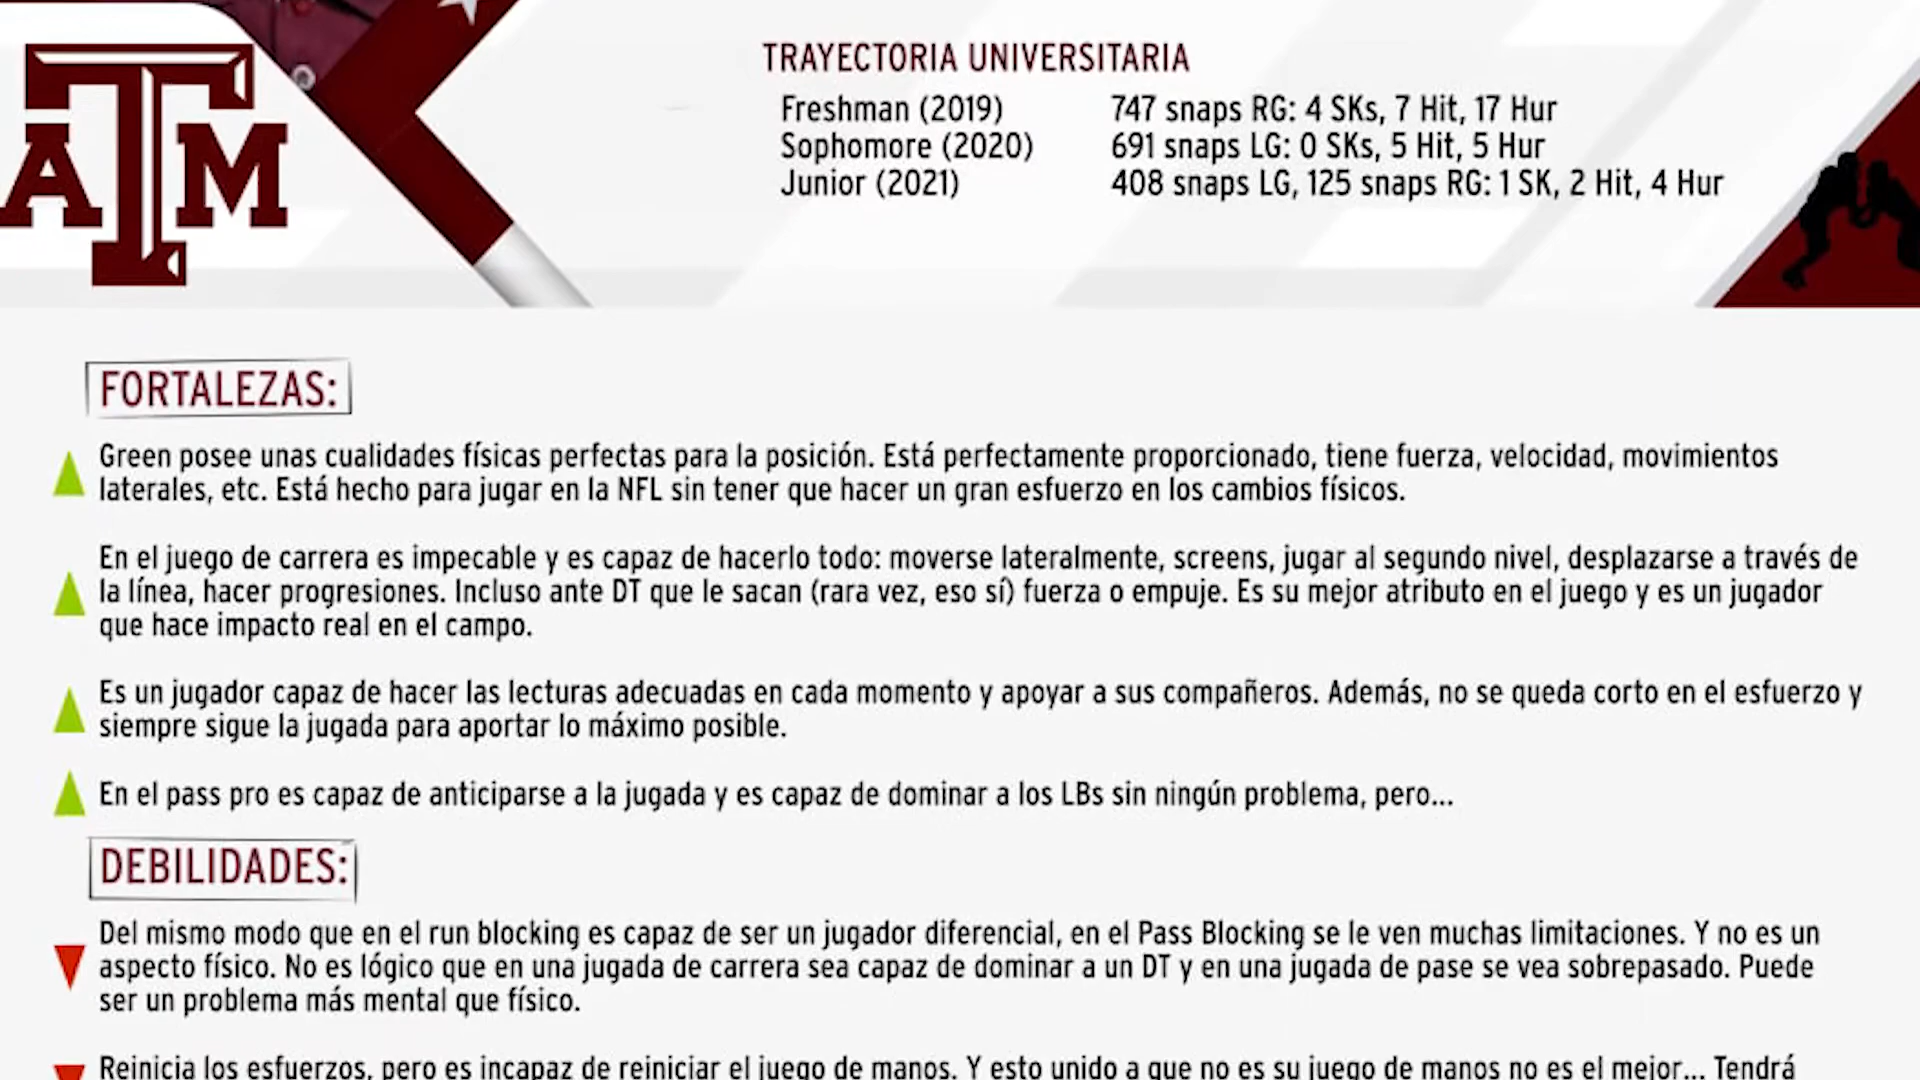 ATM
TRAYECTORIA UNIVERSITARIA
Freshman (2019) 747 snaps RG: 4 SKs, 7 Hit, 17 Hur
Sophomore (2020) 691 snaps LG: 0 SKs, 5 Hit, 5 Hur
Junior (2021) 408 snaps LG, 125 snaps RG: 1 SK, 2 Hit, 4 Hur
FORTALEZAS:
Green posee unas cualidades físicas perfectas para la posición. Está perfectamente proporcionado, tiene fuerza, velocidad, movimientos
laterales, etc. Está hecho para jugar en la NFL sin tener que hacer un gran esfuerzo en los cambios físicos.
En el juego de carrera es impecable y es capaz de hacerlo todo: moverse lateralmente, screens, jugar al segundo nivel, desplazarse a través de
la línea, hacer progresiones. Incluso ante DT que le sacan (rara vez, eso sí) fuerza o empuje. Es su mejor atributo en el juego y es un jugador
que hace impacto real en el campo.
Es un jugador capaz de hacer las lecturas adecuadas en cada momento y apoyar a sus compañeros. Además, no se queda corto en el esfuerzo y
siempre sigue la jugada para aportar lo máximo posible.
En el pass pro es capaz de anticiparse a la jugada y es capaz de dominar a los LBs sin ningún problema, pero...
DEBILIDADES:
Del mismo modo que en el run blocking es capaz de ser un jugador diferencial, en el Pass Blocking se le ven muchas limitaciones. Y no es un
aspecto físico. No es lógico que en una jugada de carrera sea capaz de dominar a un DT y en una jugada de pase se vea sobrepasado. Puede
ser un problema más mental que físico.
Reinicia los esfuerzos, pero es incapaz de reiniciar el juego de manos. Y esto unido a que no es su juego de manos no es el mejor... Tendrá